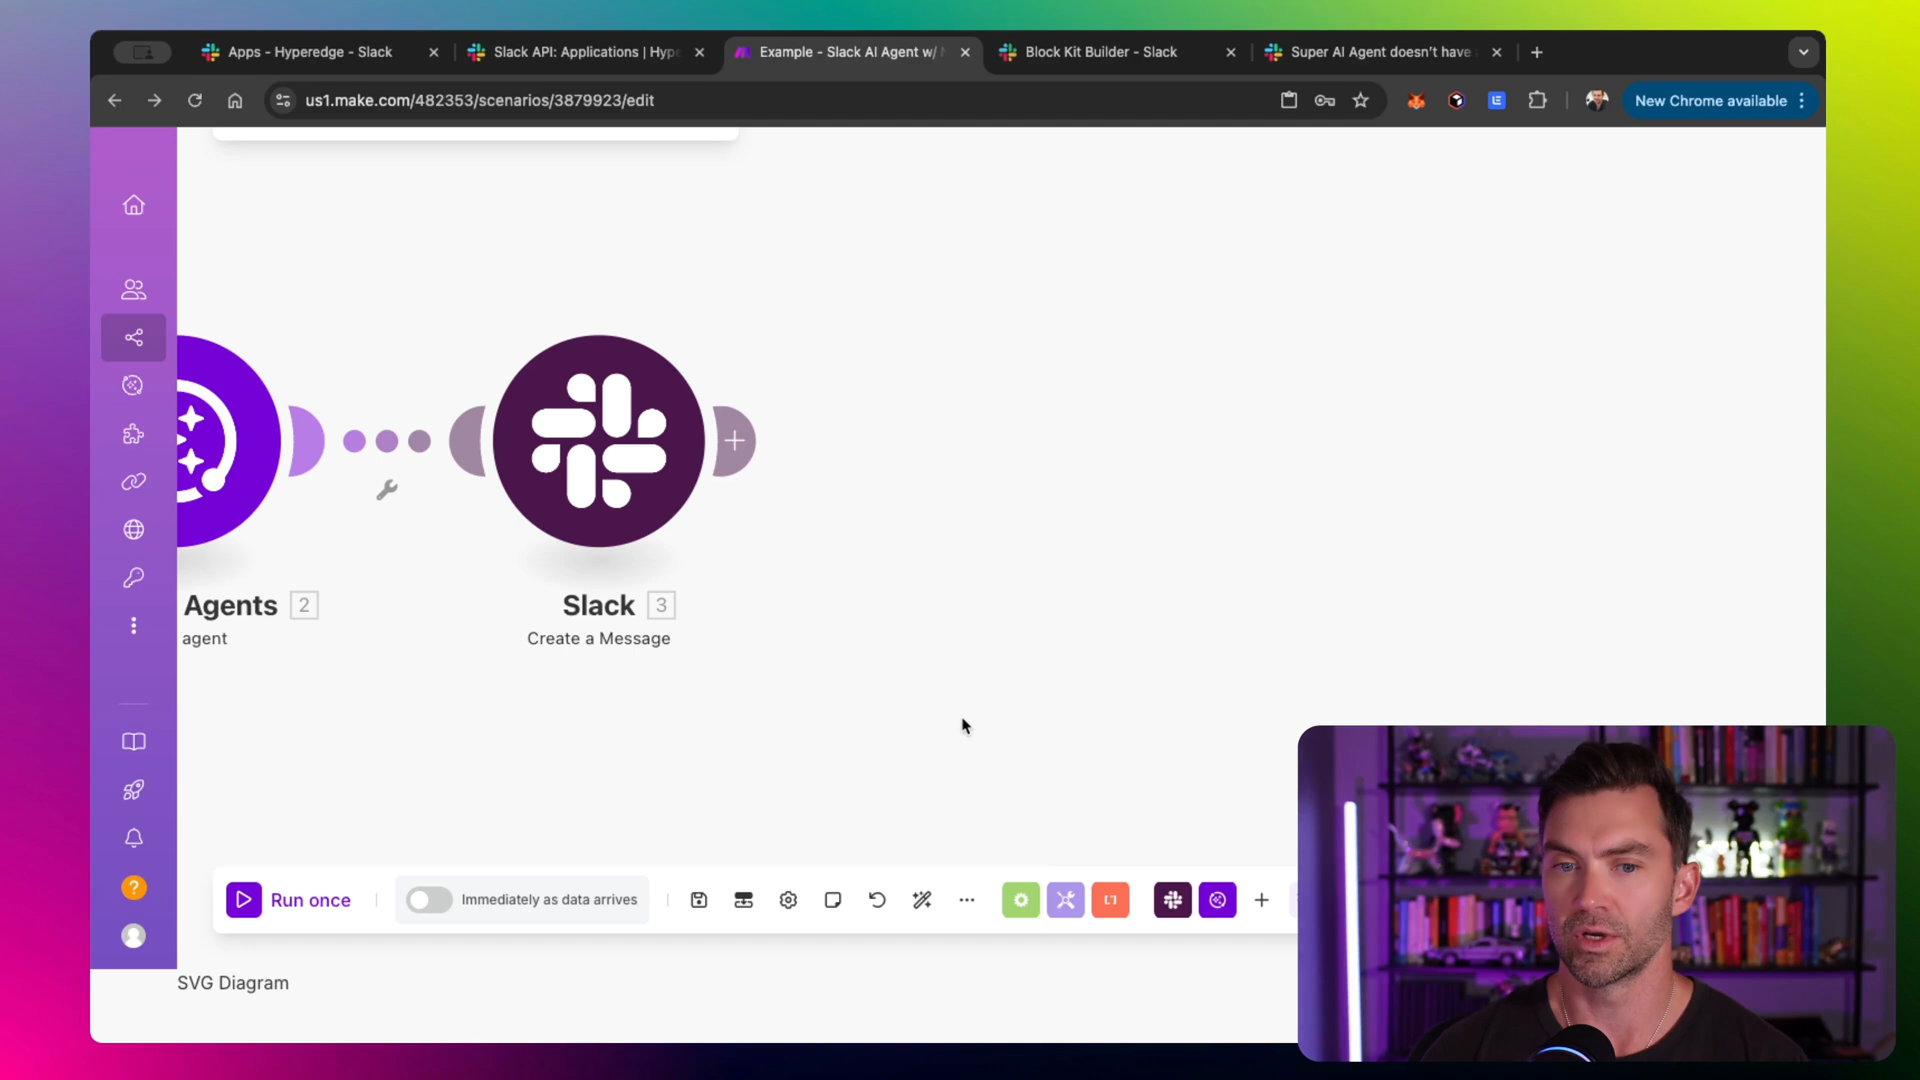 Apps - Hyperedge - Slack
Slack API: Applications | Hype
Example - Slack AI Agent w/
Block Kit Builder - Slack
Super AI Agent doesn't have
us1.make.com/482353/scenarios/3879923/edit
New Chrome available
Agents 2
agent
Slack 3
Create a Message
Run once
Immediately as data arrives
SVG Diagram